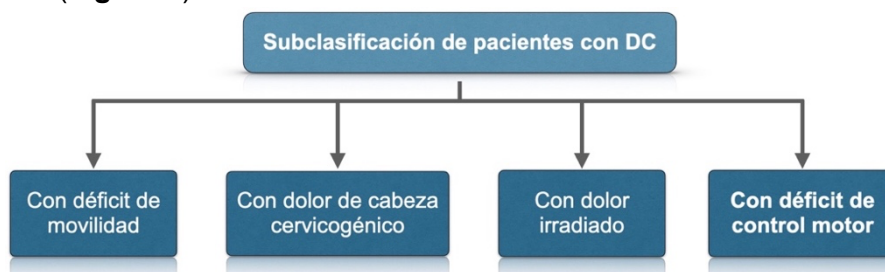 Subclasificación de pacientes con DC
Con déficit de
movilidad
Con dolor de cabeza
cervicogénico
Con dolor
irradiado
Con déficit de
control motor